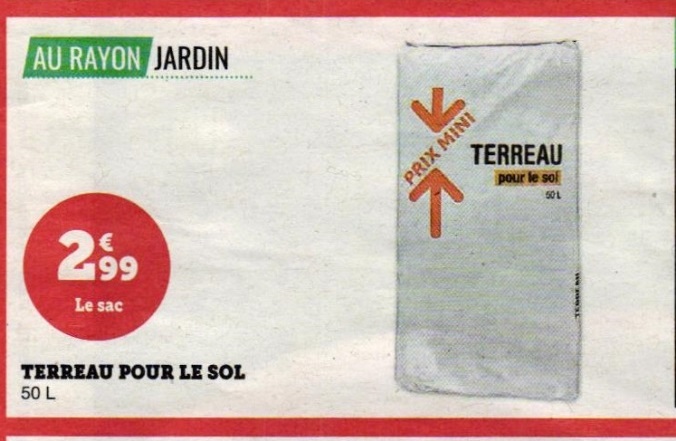 AU RAYON JARDIN
PRIX MINI
TERREAU
pour le sol
50 L
TERREAU
2€99
Le sac
TERREAU POUR LE SOL
50 L